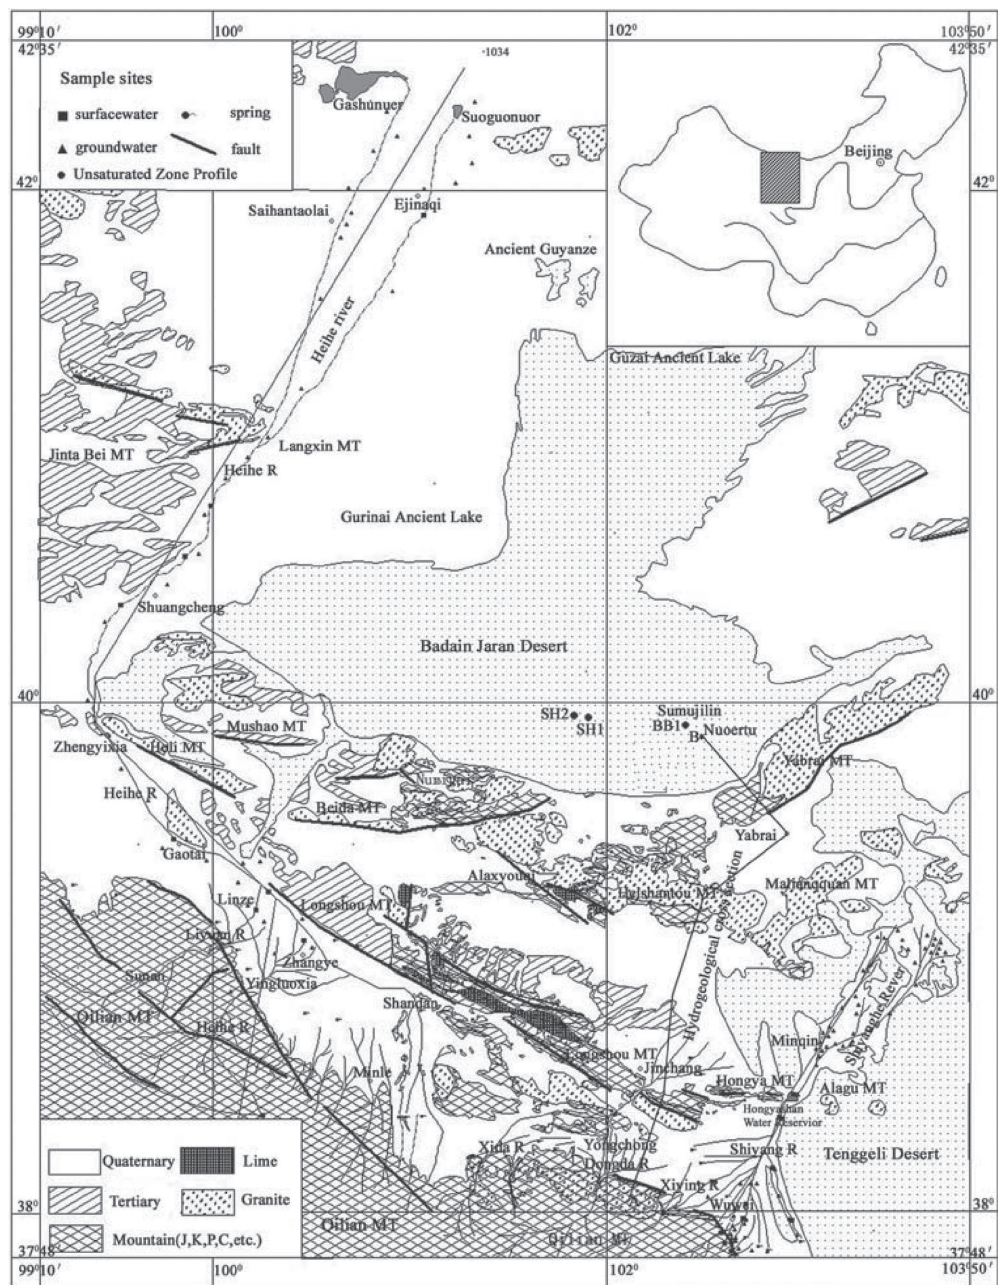 99°10′
100°
102°
103°50′
42°35′
42°35′
Sample sites
surfacewater
spring
groundwater
fault
Unsaturated Zone Profile
-1034
Gashunuer
Suoguonuor
Beijing
42°
42°
Saihantaolai
Ejinaqi
Ancient Guyanze
Heihe river
Guzai Ancient Lake
Jinta Bei MT
Langxin MT
Heihe R
Gurinai Ancient Lake
Shuangcheng
Badain Jaran Desert
40°
40°
SH2
SH1
Sumujilin
BB1
B
Nuoertu
Mushao MT
Zhengyixia
Heli MT
Yabrai MT
Heihe R
Beida MT
Yabrai
Gaotai
Alaxyouqi
Heishantou MT
Maliangquan MT
Linze
Longshou MT
Liyuan R
Zhangye
Hydrogeological cross section
Sunan
Yingluoxia
Shandan
Shiyanghe Rever
Qilian MT
Heihe R
Minqin
Longshou MT
Jinchang
Minle
Hongya MT
Alagu MT
Hongyashan
Water Reservior
Xida R
Yongchong
Dongda R
Shiyang R
Tenggeli Desert
Xiying R
Wuwei
Quaternary
Lime
Tertiary
Granite
Mountain(J,K,P,C,etc.)
Qilian MT
Qilian MT
38°
38°
37°48′
37°48′
99°10′
100°
102°
103°50′